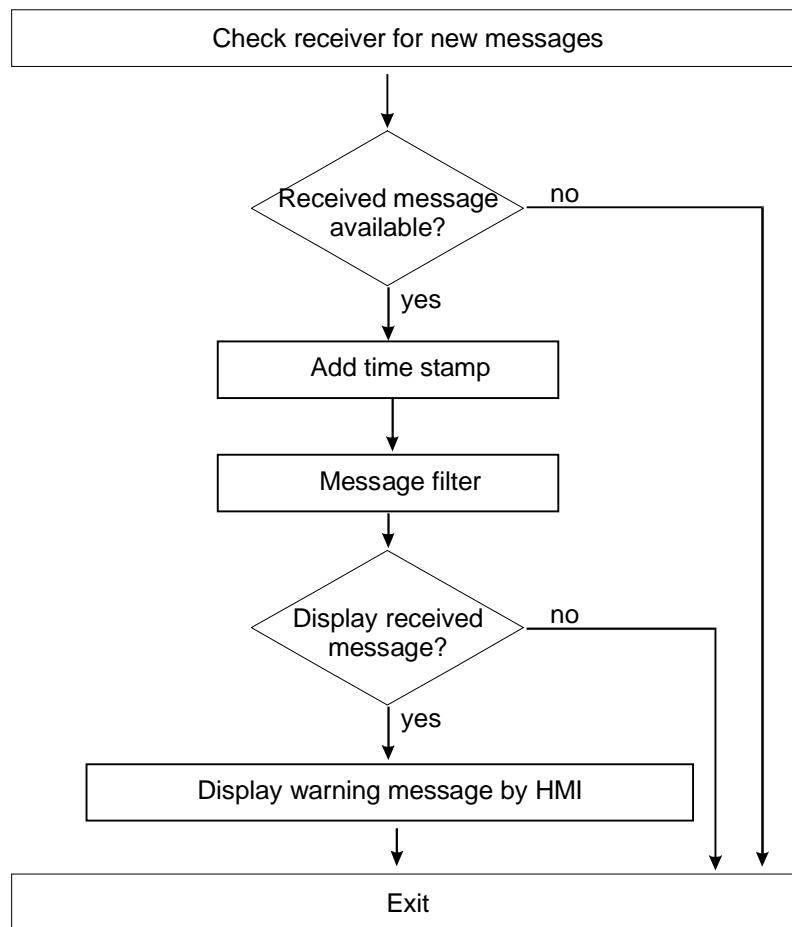 Check receiver for new messages
Received message
available?
no
yes
Add time stamp
Message filter
Display received
message?
no
yes
Display warning message by HMI
Exit